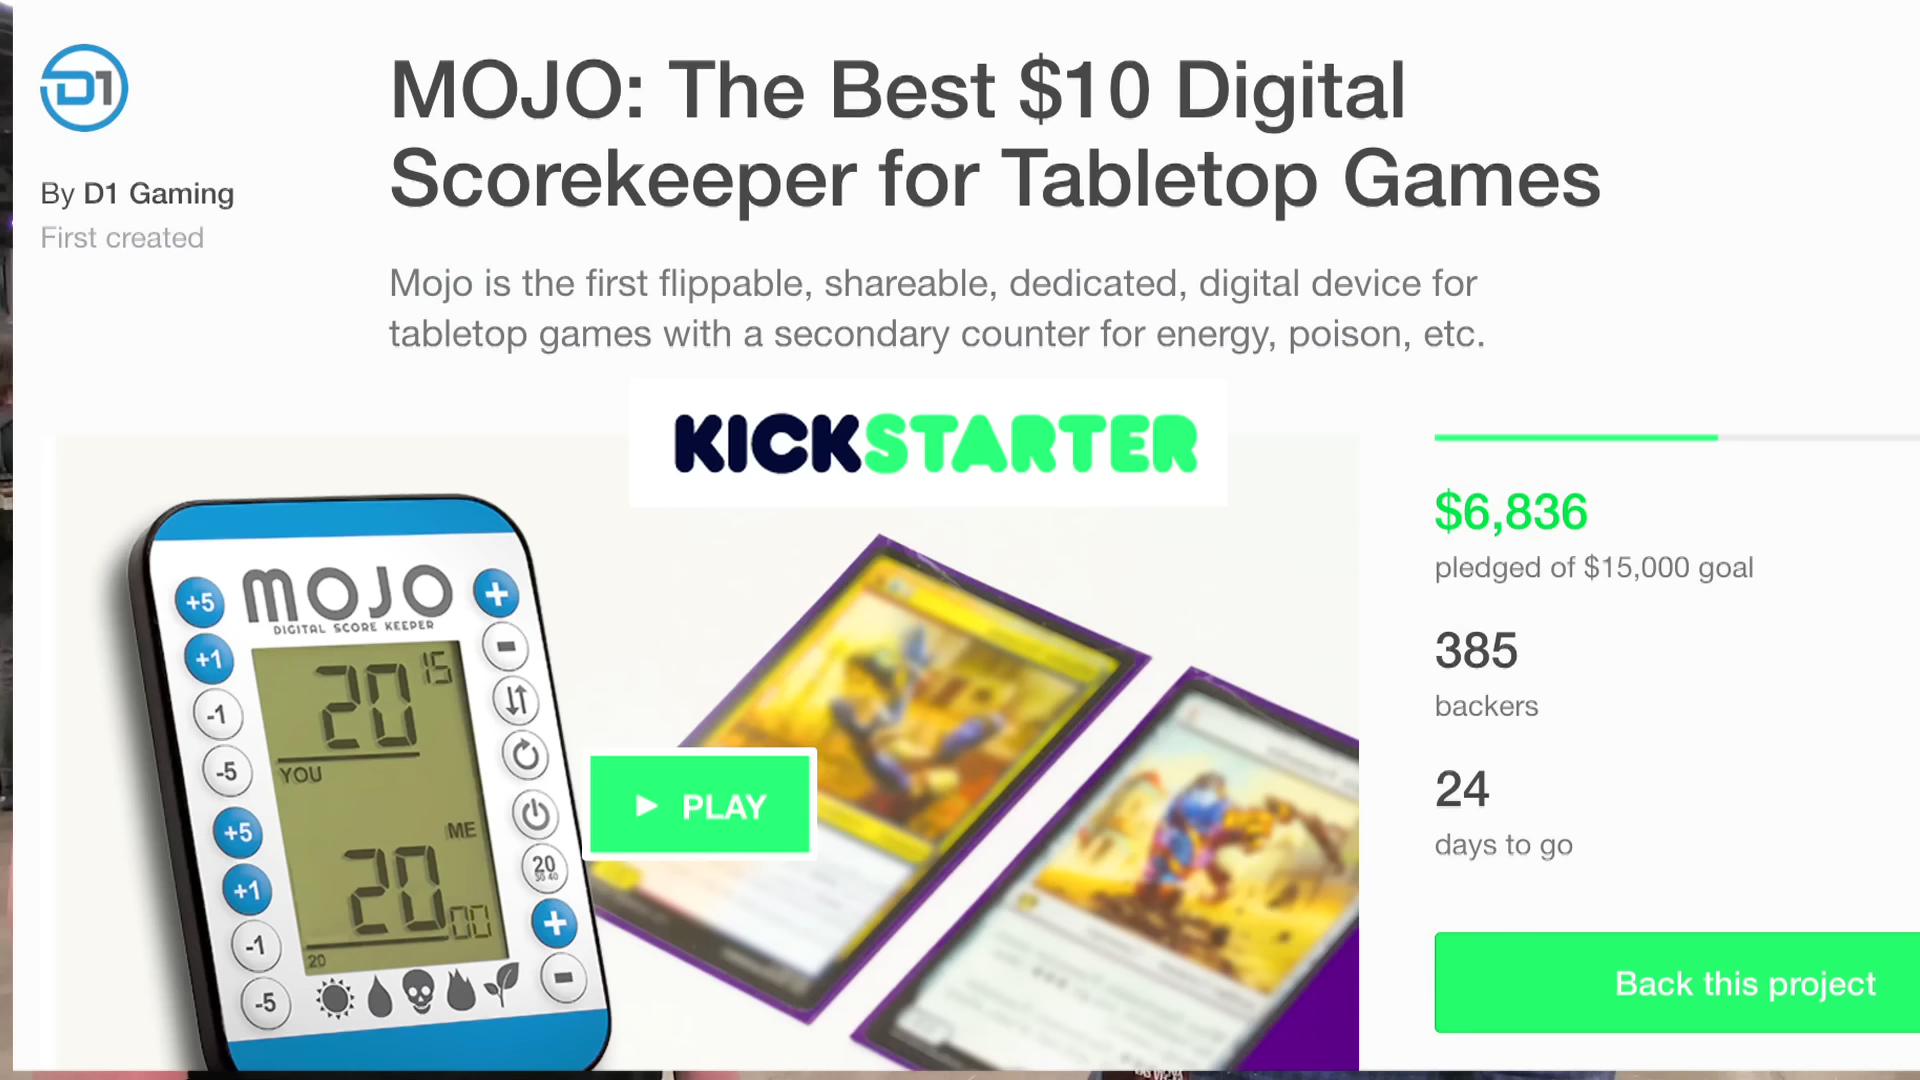 D1
By D1 Gaming
First created
MOJO: The Best $10 Digital
Scorekeeper for Tabletop Games
Mojo is the first flippable, shareable, dedicated, digital device for
tabletop games with a secondary counter for energy, poison, etc.
KICKSTARTER
$6,836
pledged of $15,000 goal
385
backers
24
days to go
Back this project
PLAY
MOJO
DIGITAL SCORE KEEPER
+5
+1
-1
-5
+5
+1
-1
-5
+
-
20
30 40
+
-
20 15
YOU
ME
20 00
20